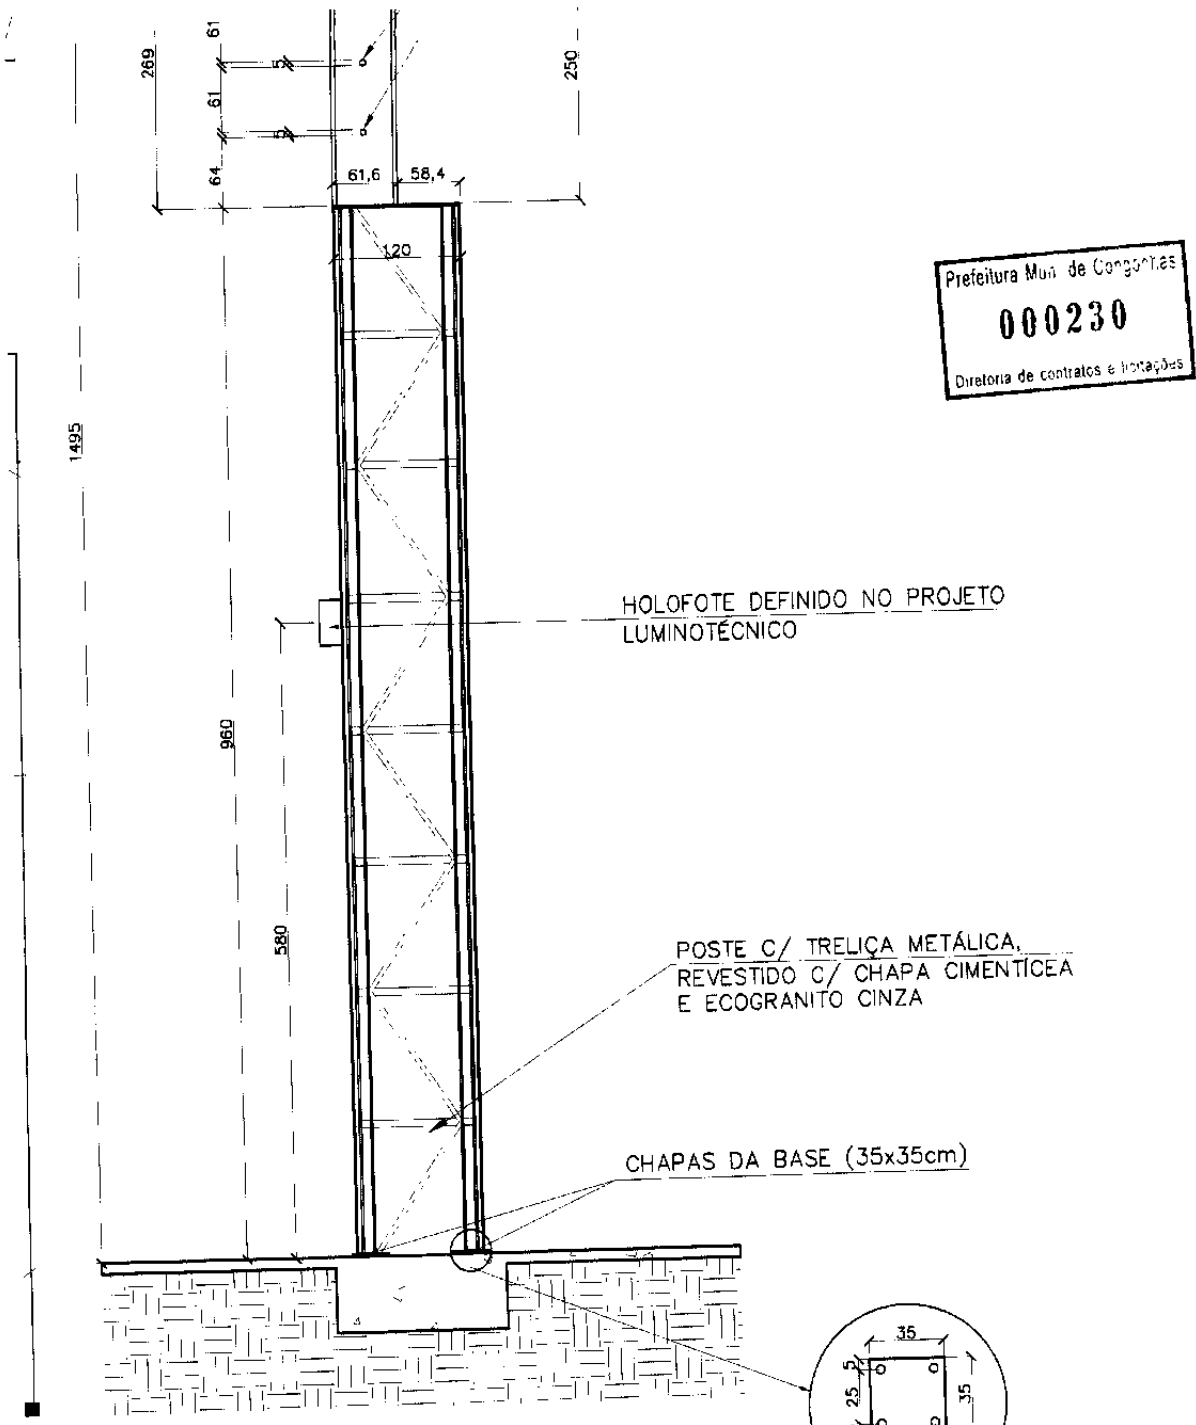 61
269
5
61
5
64
250
61,6
58,4
120
Prefeitura Mun de Congonhas
000230
Diretoria de contratos e licitações
1495
HOLOFOTE DEFINIDO NO PROJETO
LUMINOTÉCNICO
960
580
POSTE C/ TRELIÇA METÁLICA,
REVESTIDO C/ CHAPA CIMENTÍCEA
E ECOGRANITO CINZA
CHAPAS DA BASE (35x35cm)
35
5
25
35